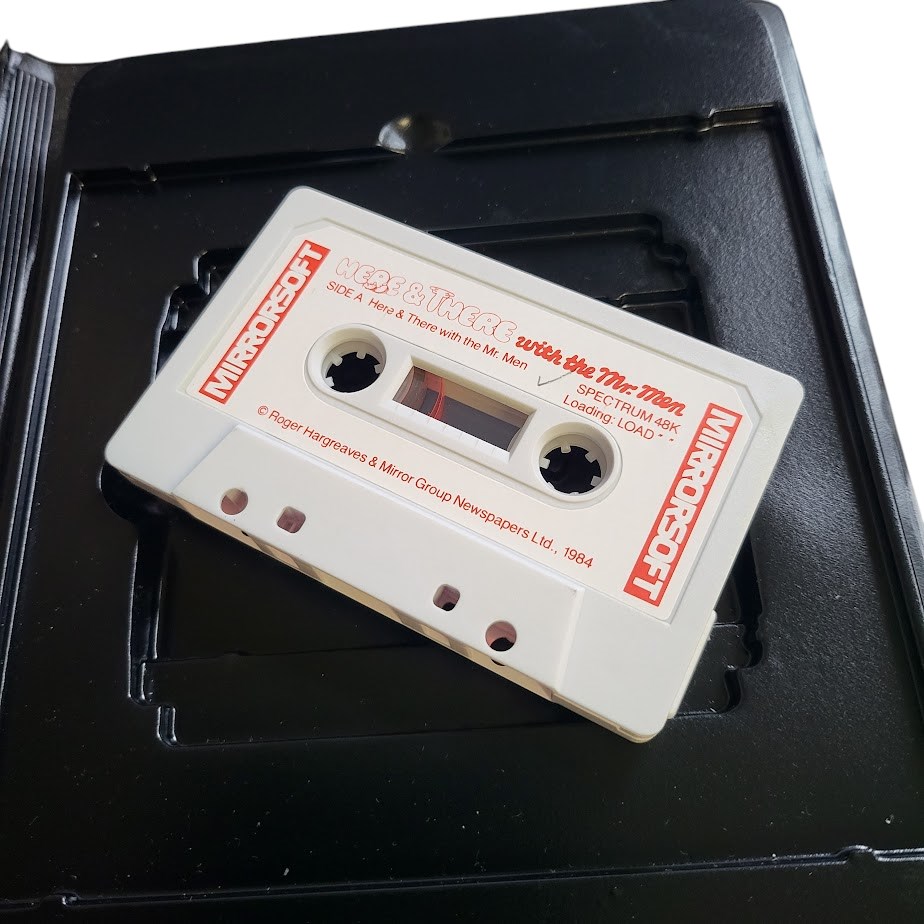 MIRRORSOFT
HERE & THERE with the Mr. Men
SIDE A Here & There with the Mr. Men
SPECTRUM 48K
Loading: LOAD " "
© Roger Hargreaves & Mirror Group Newspapers Ltd., 1984
MIRRORSOFT